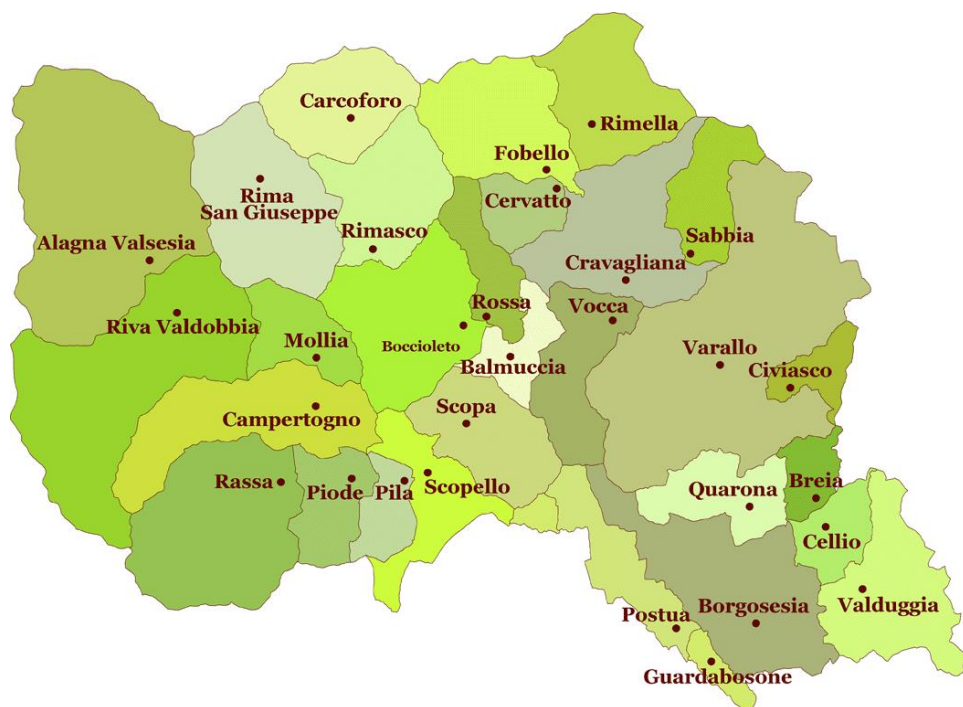 Carcoforo
Rimella
Fobello
Rima
San Giuseppe
Cervatto
Rimasco
Sabbia
Alagna Valsesia
Cravagliana
Rossa
Vocca
Riva Valdobbia
Mollia
Boccioleto
Balmuccia
Varallo
Civiasco
Campertogno
Scopa
Rassa
Piode
Pila
Scopello
Quarona
Breia
Cellio
Postua
Borgosesia
Valduggia
Guardabosone